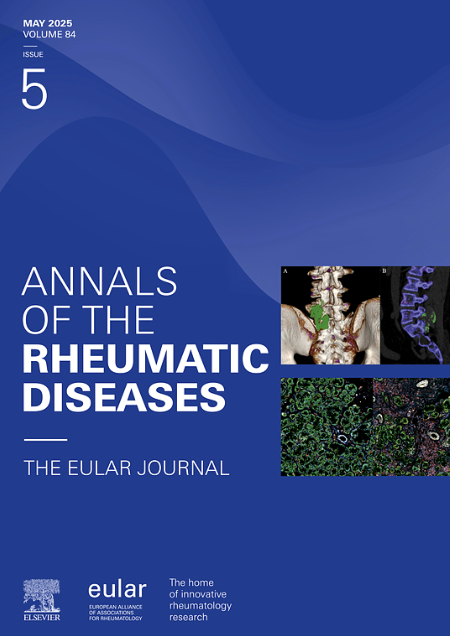 MAY 2025
VOLUME 84
ISSUE
5
A
B
ANNALS
OF THE
RHEUMATIC
DISEASES
THE EULAR JOURNAL
ELSEVIER
eular
EUROPEAN ALLIANCE
OF ASSOCIATIONS
FOR RHEUMATOLOGY
The home
of innovative
rheumatology
research